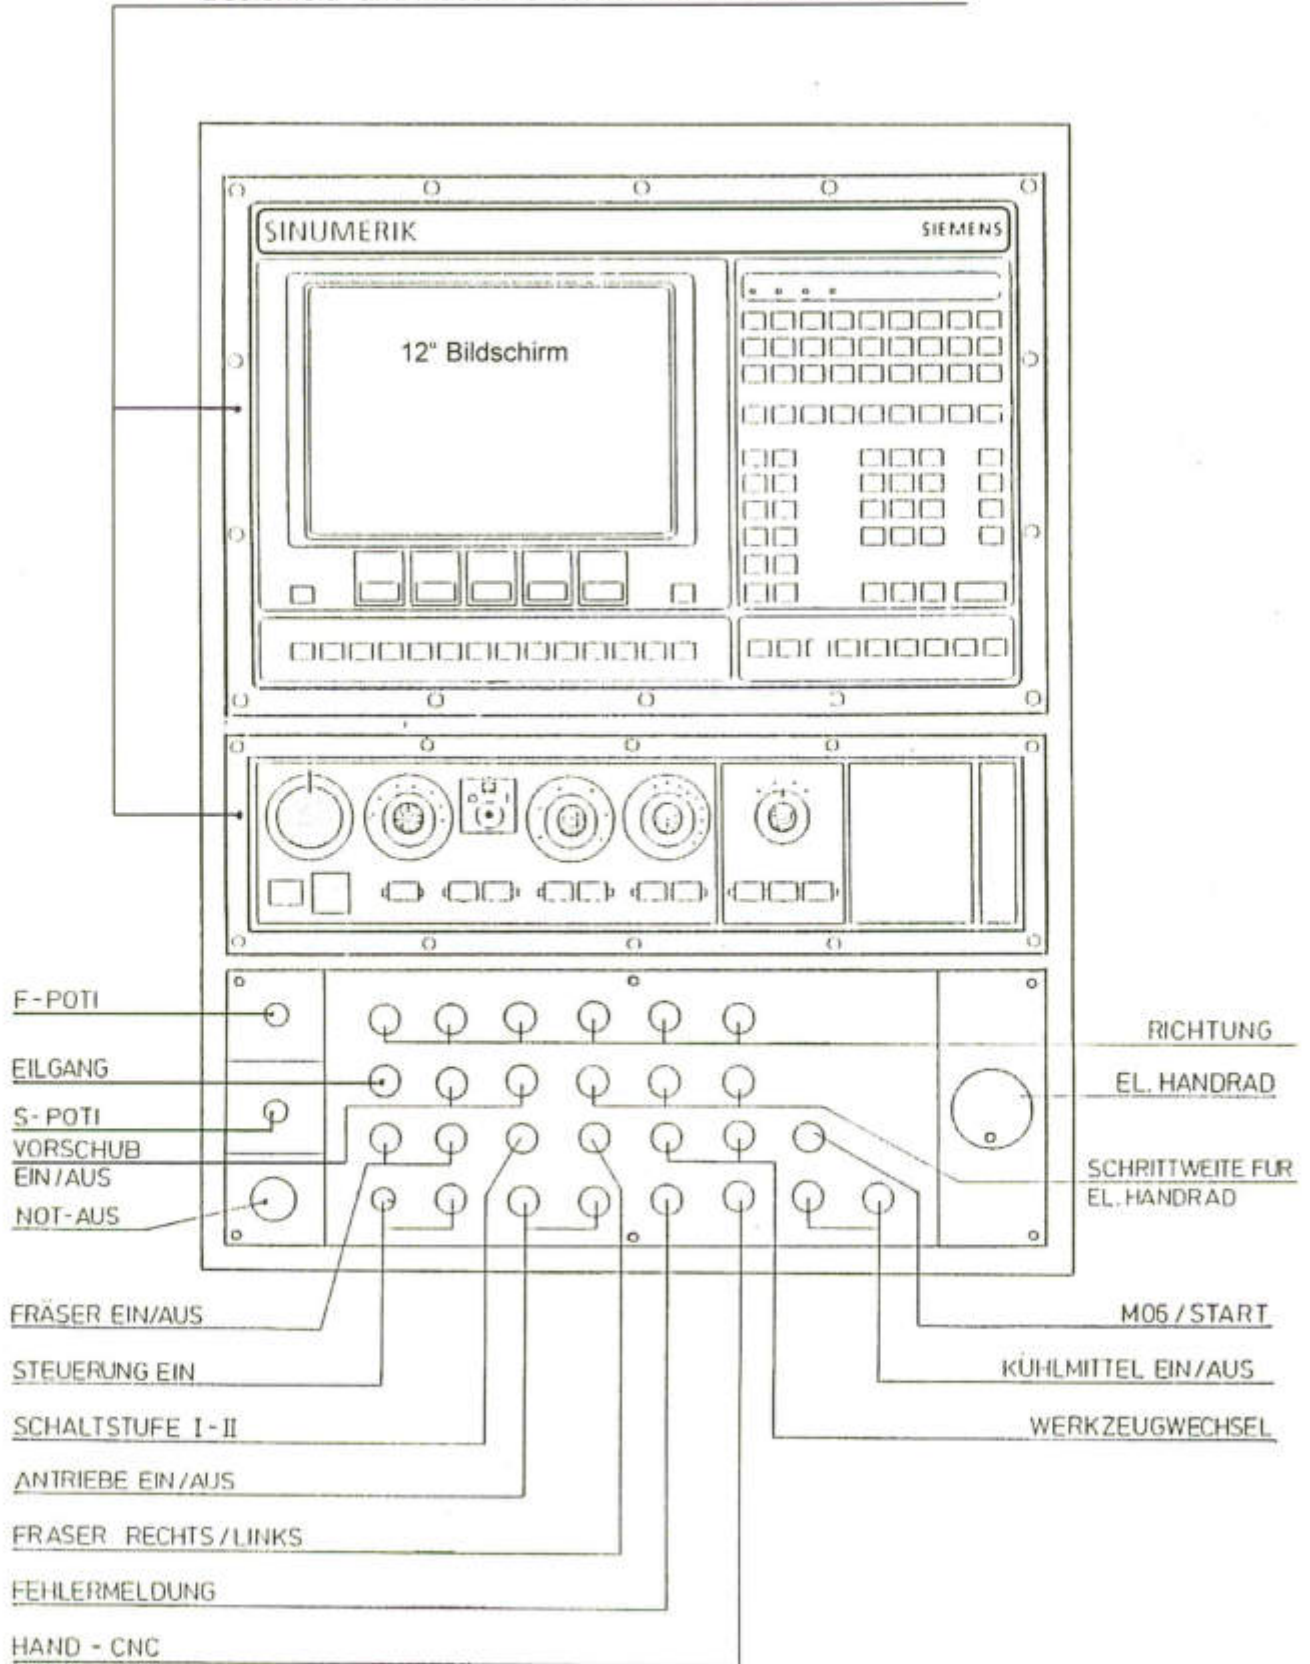 SINUMERIK
SIEMENS
12" Bildschirm
F-POTI
EILGANG
S-POTI
VORSCHUB
EIN/AUS
NOT-AUS
RICHTUNG
EL. HANDRAD
SCHRITTWEITE FUR
EL. HANDRAD
FRÄSER EIN/AUS
STEUERUNG EIN
SCHALTSTUFE I-II
ANTRIEBE EIN/AUS
FRASER RECHTS/LINKS
FEHLERMELDUNG
HAND - CNC
M06/START
KÜHLMITTEL EIN/AUS
WERKZEUGWECHSEL